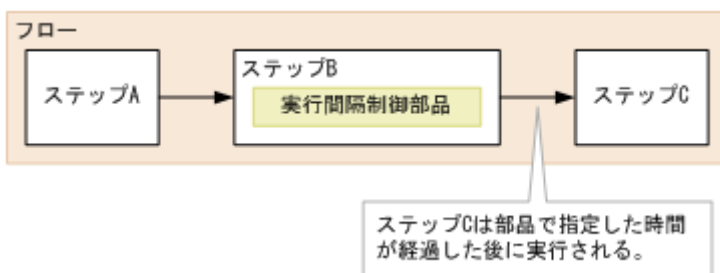 フロー
ステップA
ステップB
実行間隔制御部品
ステップC
ステップCは部品で指定した時間
が経過した後に実行される。